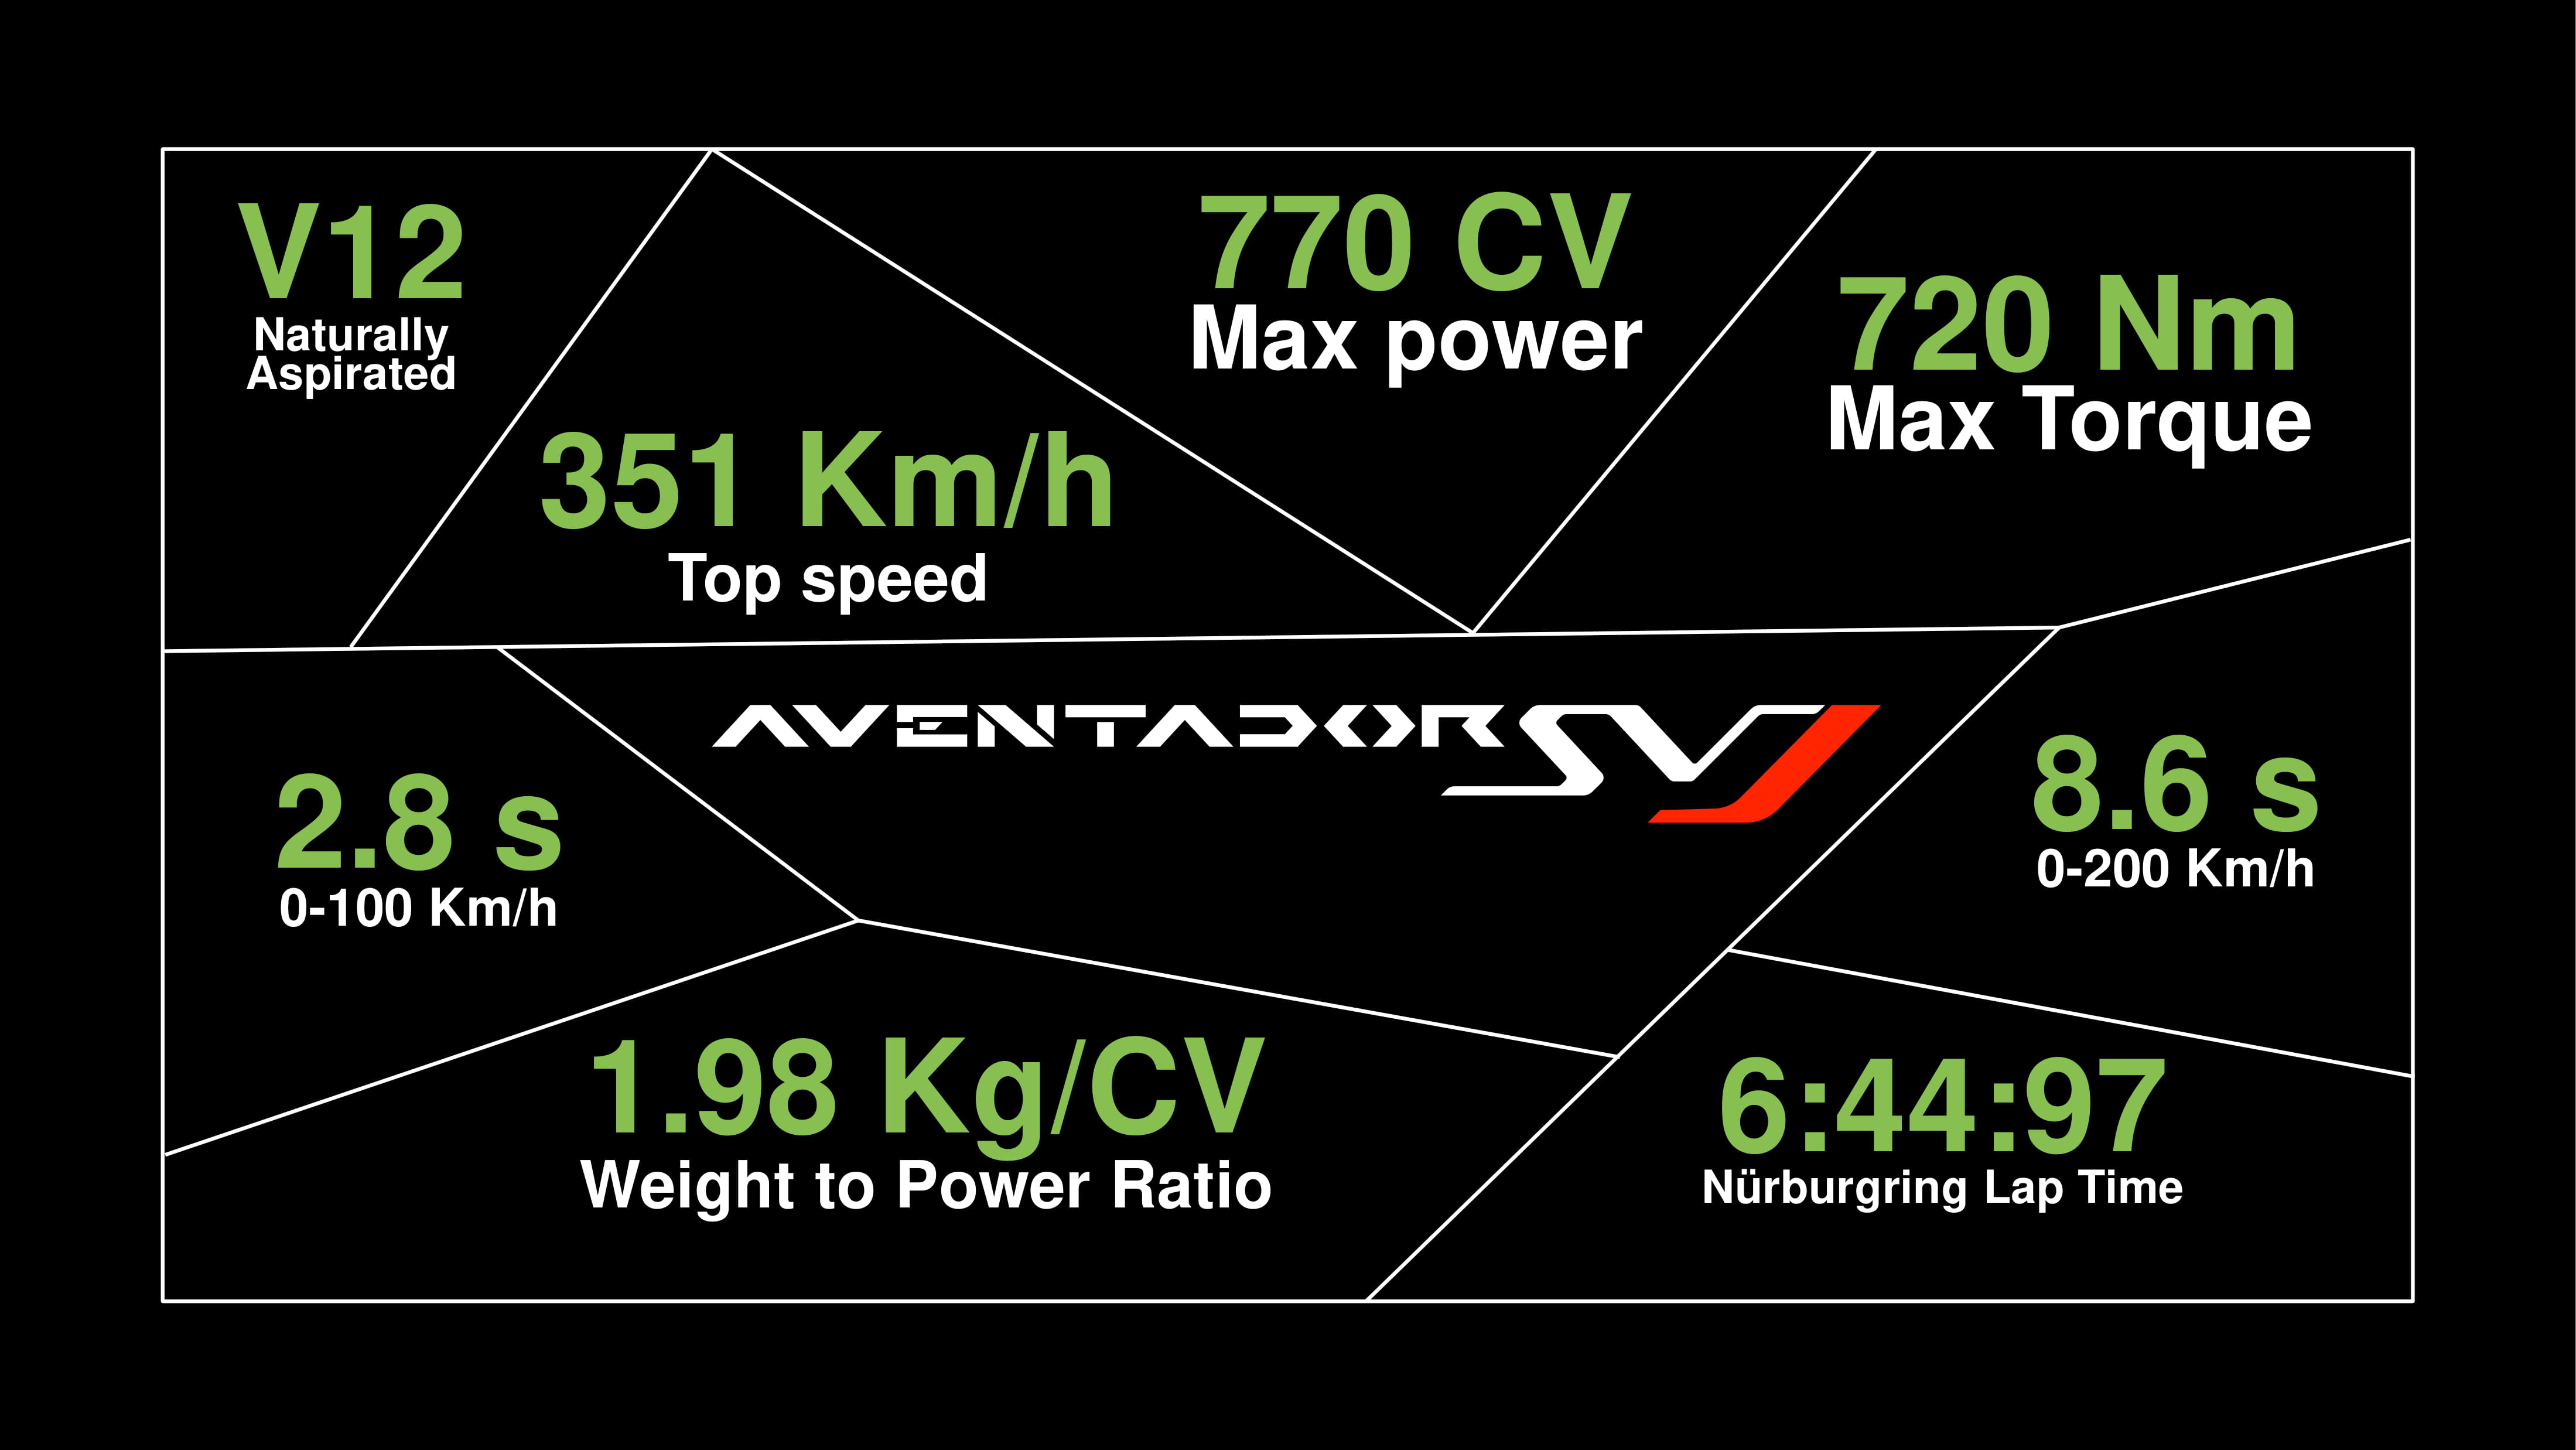 V12
Naturally
Aspirated
351 Km/h
Top speed
770 CV
Max power
720 Nm
Max Torque
AVENTADOR SVJ
2.8 s
0-100 Km/h
8.6 s
0-200 Km/h
1.98 Kg/CV
Weight to Power Ratio
6:44:97
Nürburgring Lap Time